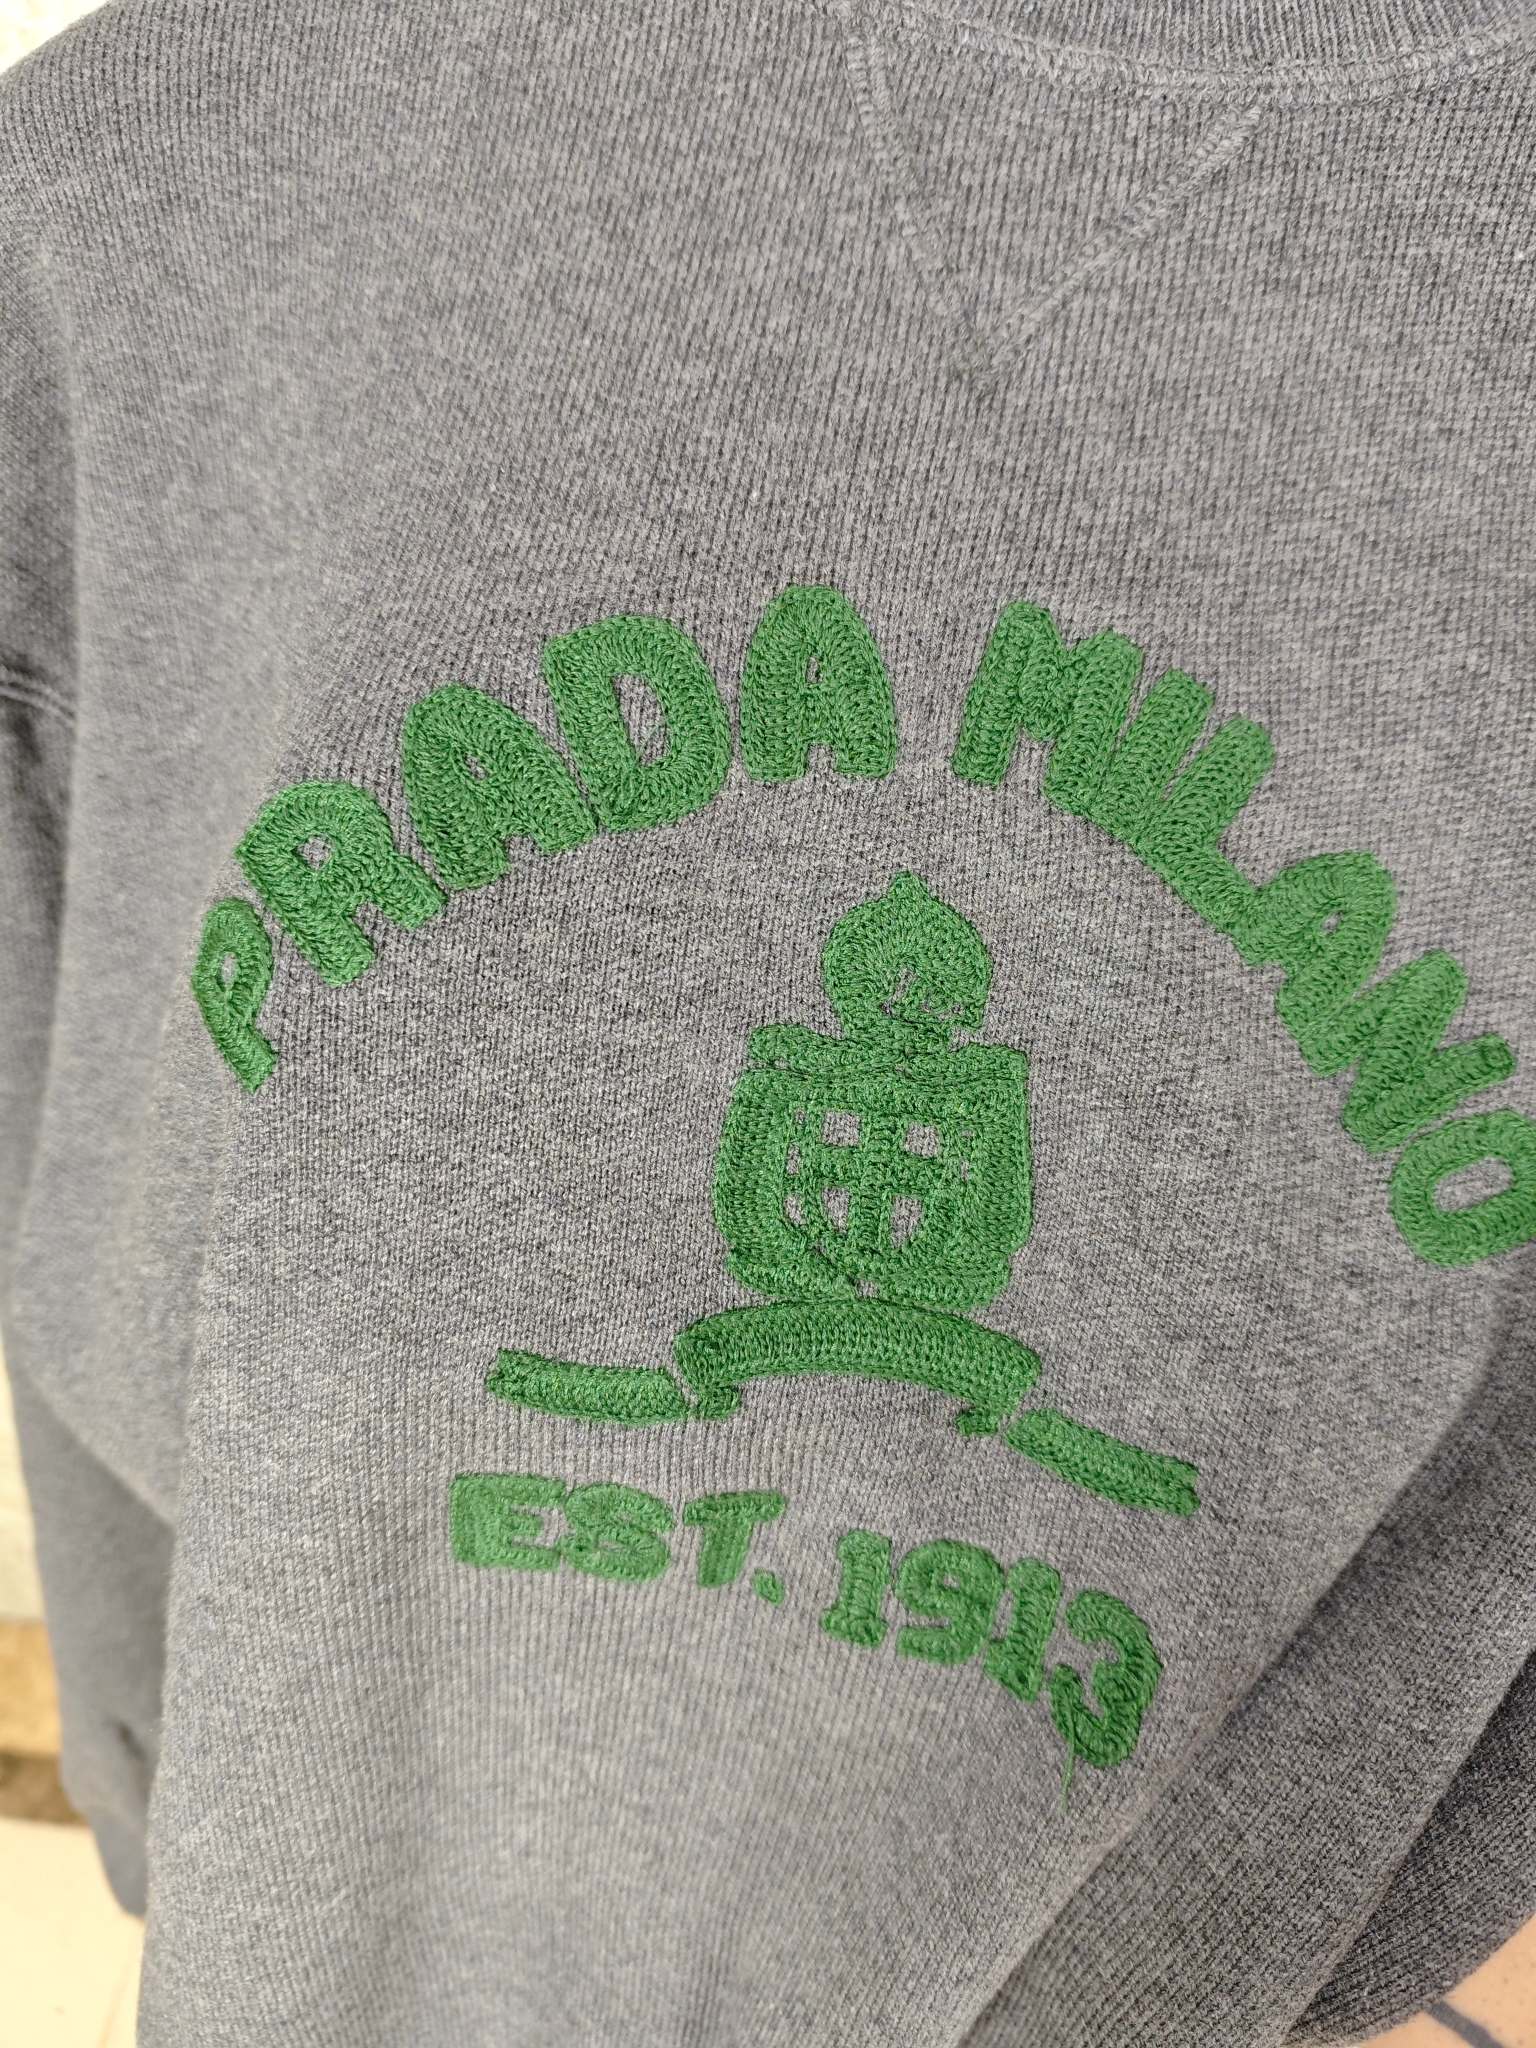 PRADA MILANO
EST. 1913